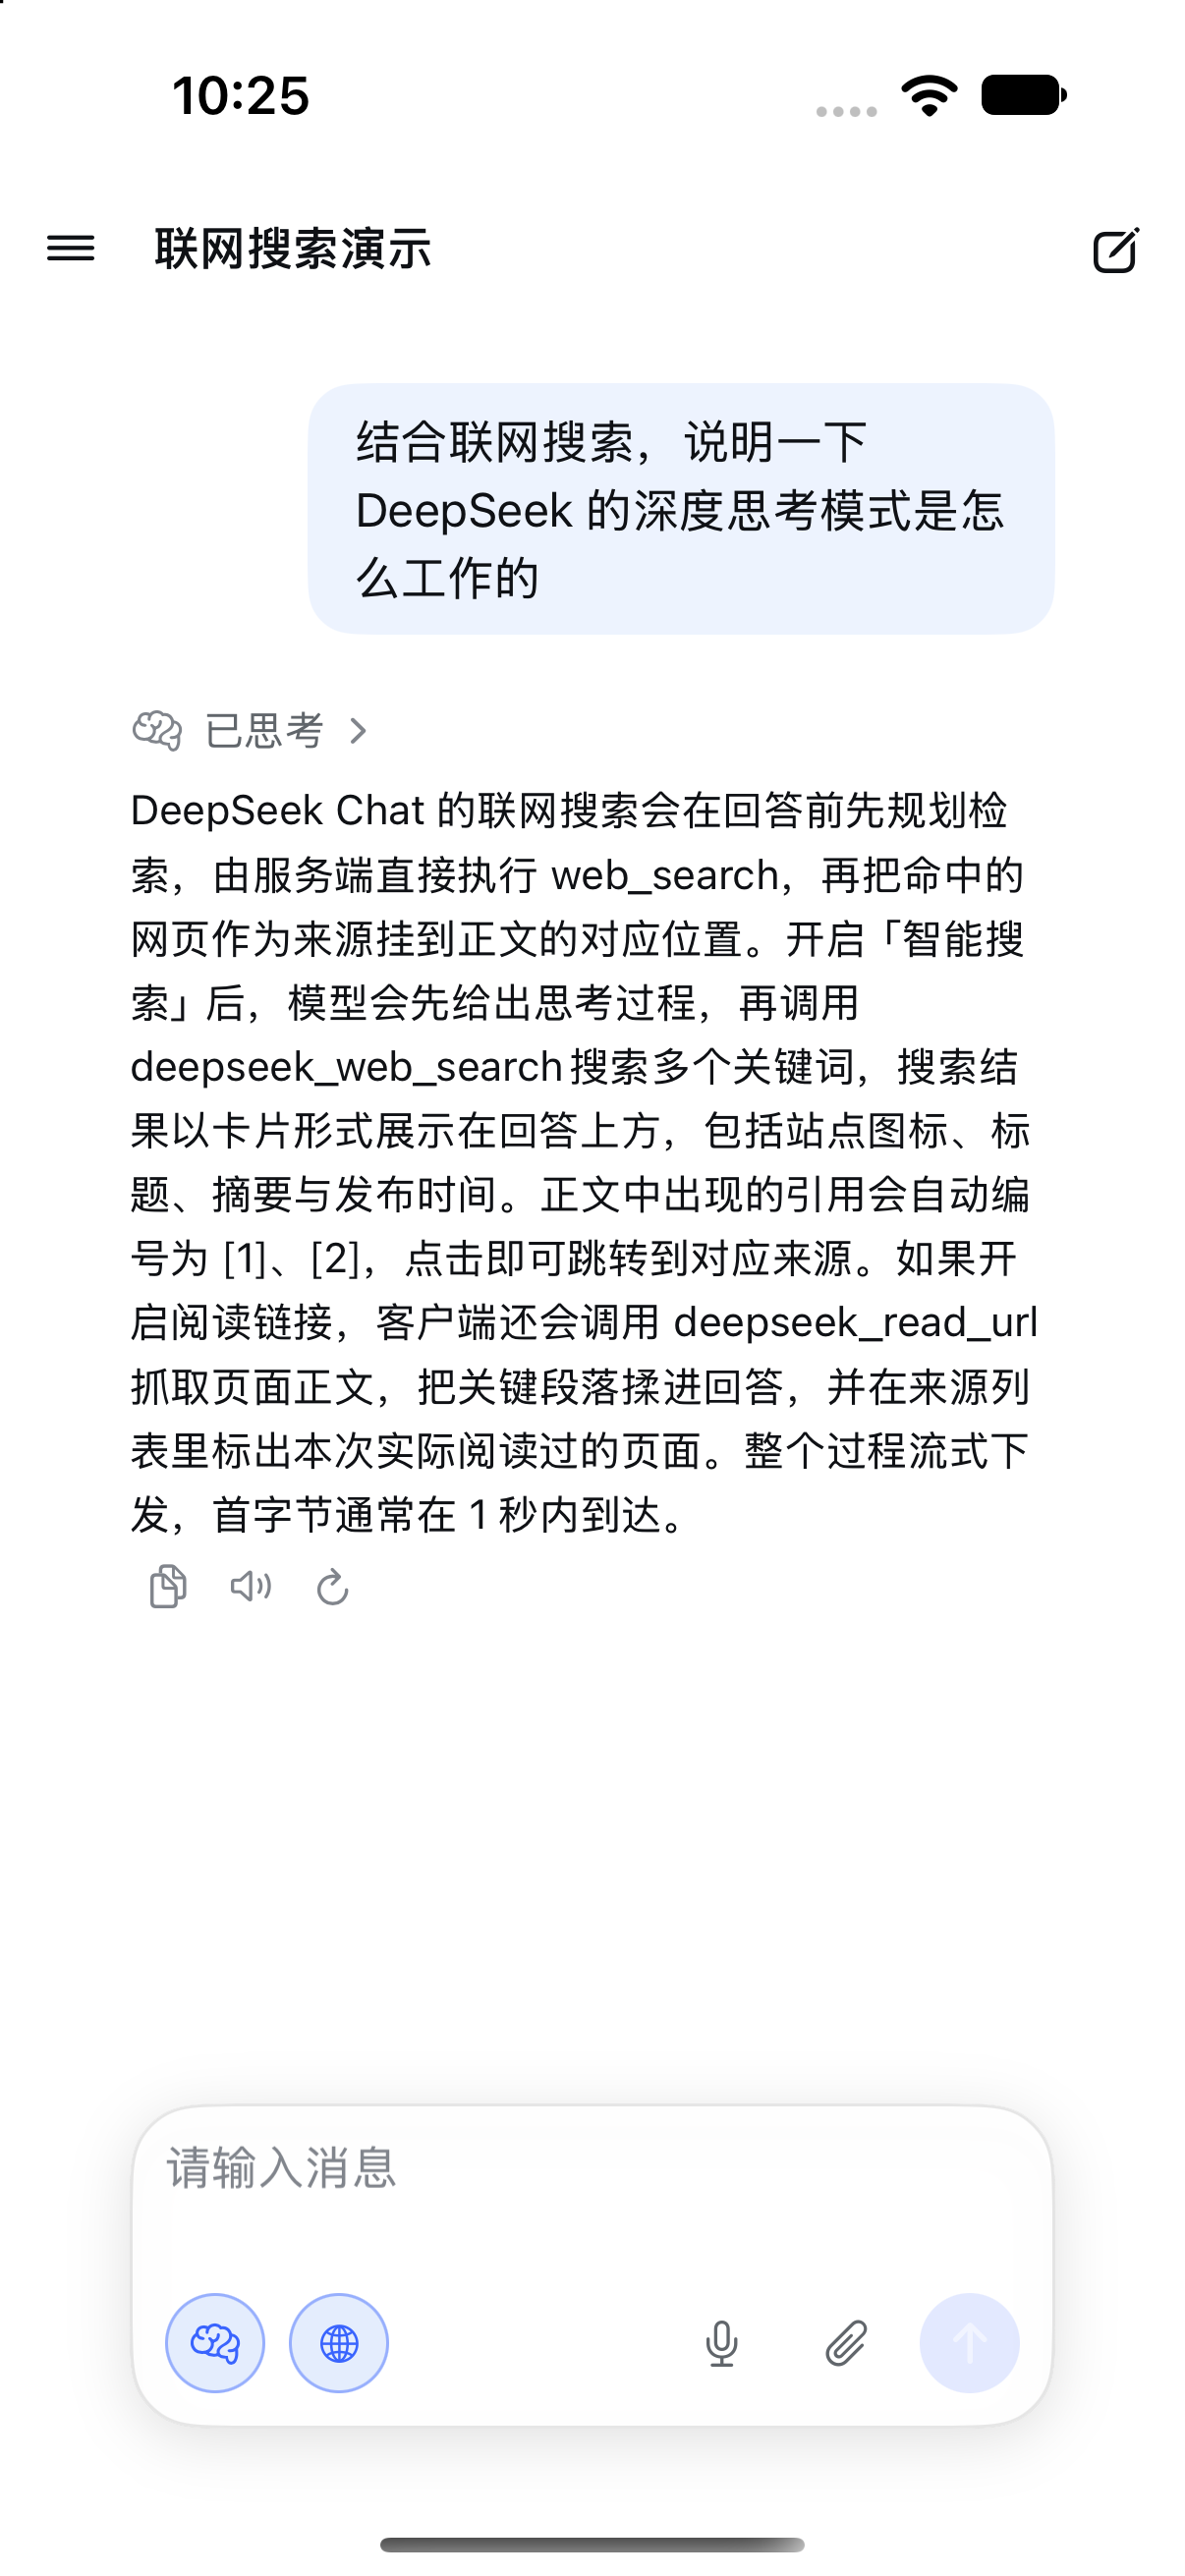 10:25
联网搜索演示
结合联网搜索，说明一下
DeepSeek 的深度思考模式是怎
么工作的
已思考
DeepSeek Chat 的联网搜索会在回答前先规划检
索，由服务端直接执行 web_search，再把命中的
网页作为来源挂到正文的对应位置。开启「智能搜
索」后，模型会先给出思考过程，再调用
deepseek_web_search 搜索多个关键词，搜索结
果以卡片形式展示在回答上方，包括站点图标、标
题、摘要与发布时间。正文中出现的引用会自动编
号为 [1]、[2]，点击即可跳转到对应来源。如果开
启阅读链接，客户端还会调用 deepseek_read_url
抓取页面正文，把关键段落揉进回答，并在来源列
表里标出本次实际阅读过的页面。整个过程流式下
发，首字节通常在 1 秒内到达。
请输入消息